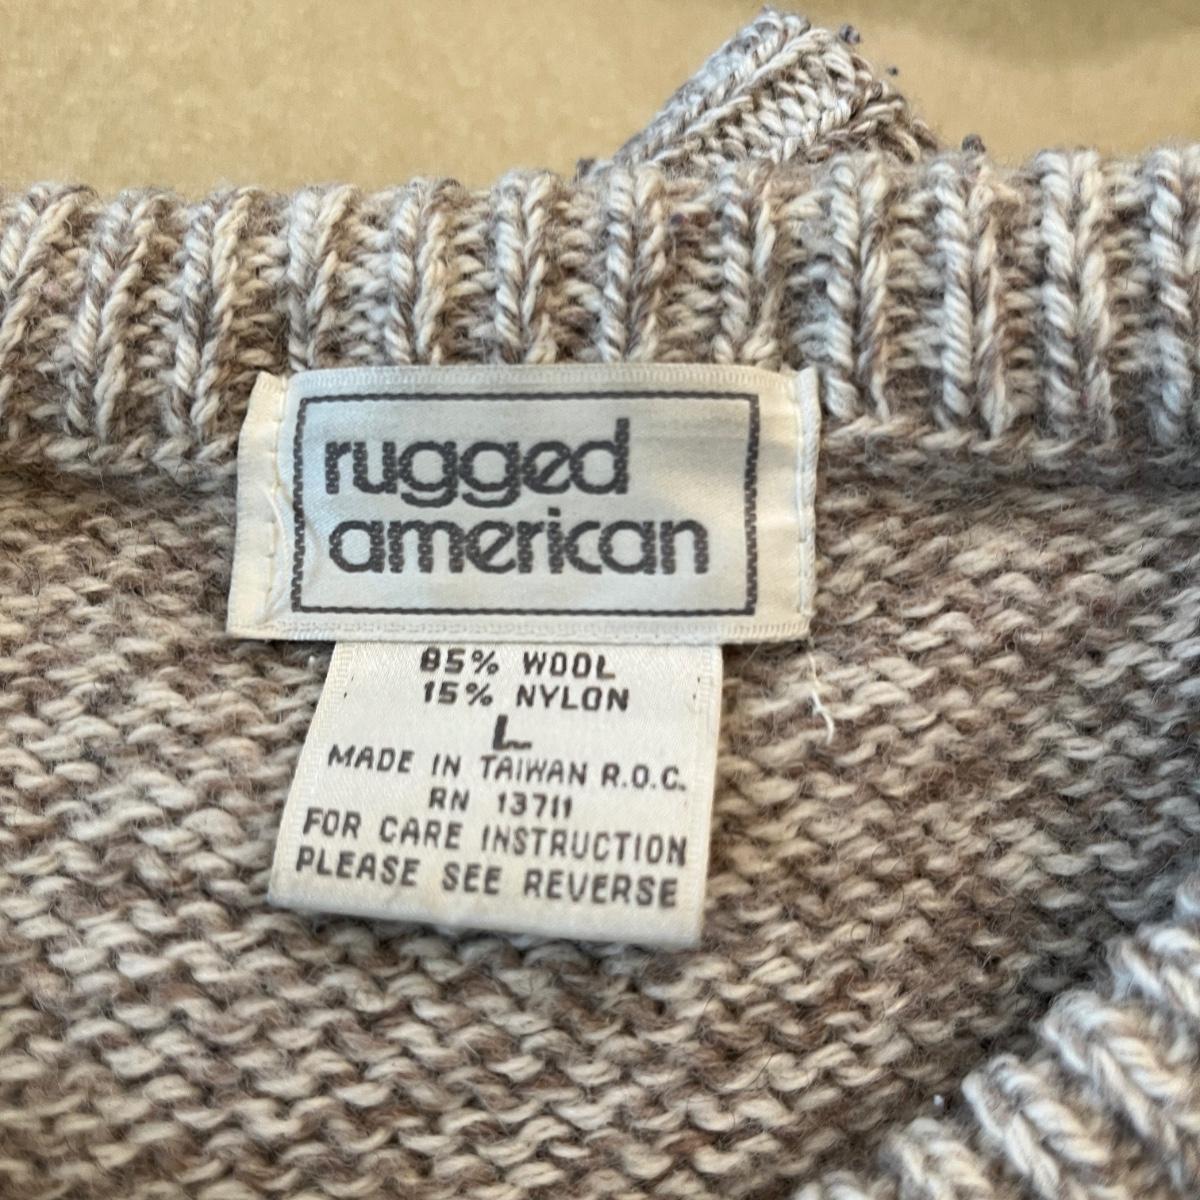 rugged
american
85% WOOL
15% NYLON
L
MADE IN TAIWAN R.O.C.
RN 13711
FOR CARE INSTRUCTION
PLEASE SEE REVERSE